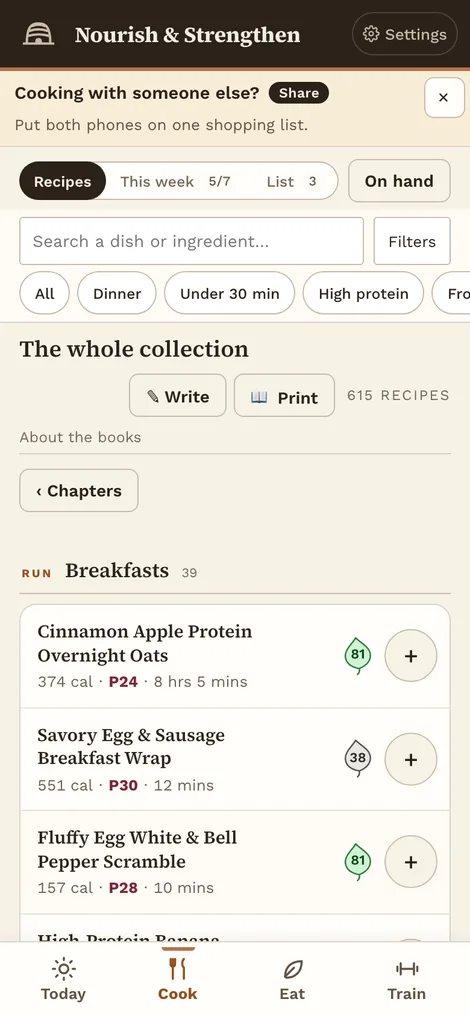 Nourish & Strengthen
Settings
Cooking with someone else? Share
Put both phones on one shopping list.
×
Recipes This week 5/7 List 3 On hand
Search a dish or ingredient... Filters
All Dinner Under 30 min High protein Fro
The whole collection
✎ Write 📖 Print 615 RECIPES
About the books
‹ Chapters
RUN Breakfasts 39
Cinnamon Apple Protein
Overnight Oats
374 cal · P24 · 8 hrs 5 mins
81 +
Savory Egg & Sausage
Breakfast Wrap
551 cal · P30 · 12 mins
38 +
Fluffy Egg White & Bell
Pepper Scramble
157 cal · P28 · 10 mins
81 +
High-Protein Banana
Today Cook Eat Train